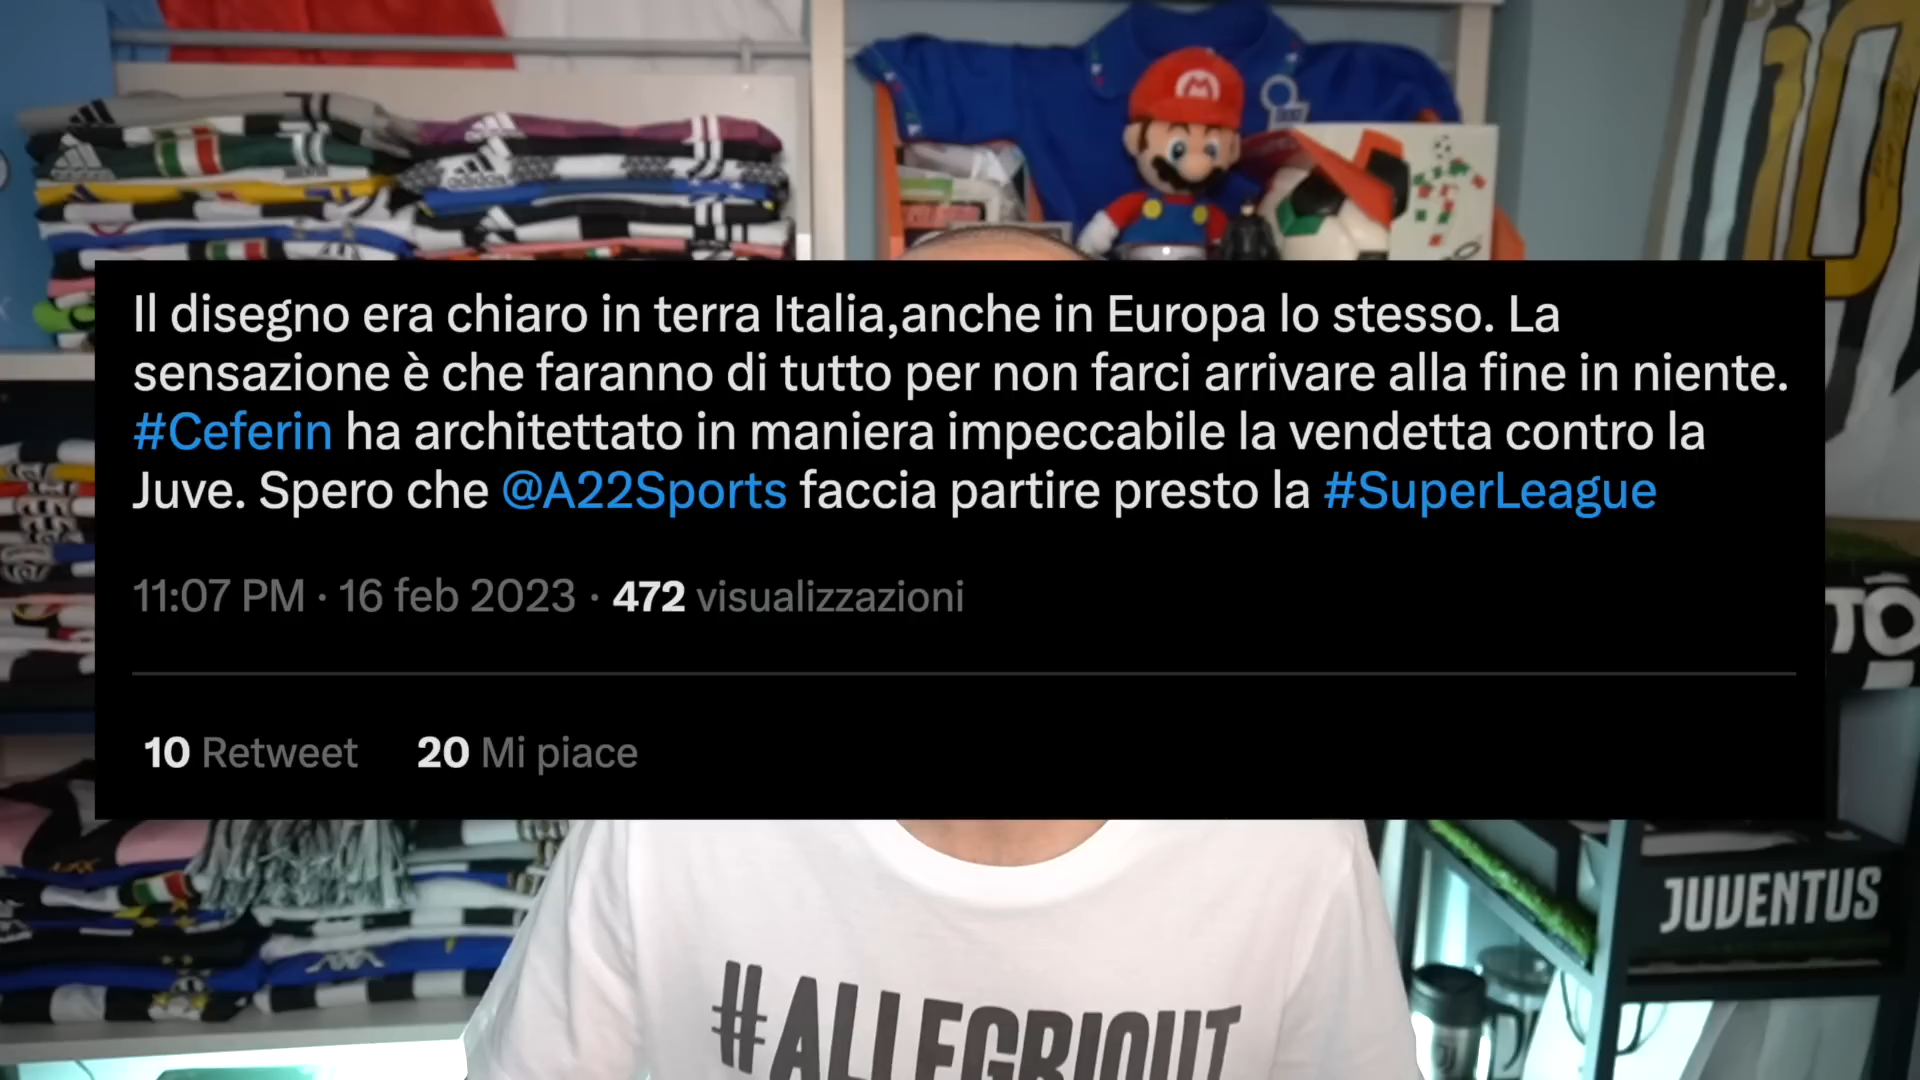 Il disegno era chiaro in terra Italia,anche in Europa lo stesso. La
sensazione è che faranno di tutto per non farci arrivare alla fine in niente.
#Ceferin ha architettato in maniera impeccabile la vendetta contro la
Juve. Spero che @A22Sports faccia partire presto la #SuperLeague
11:07 PM · 16 feb 2023 · 472 visualizzazioni
10 Retweet 20 Mi piace
JUVENTUS
#ALLEGRIOUT
10
adidas
M